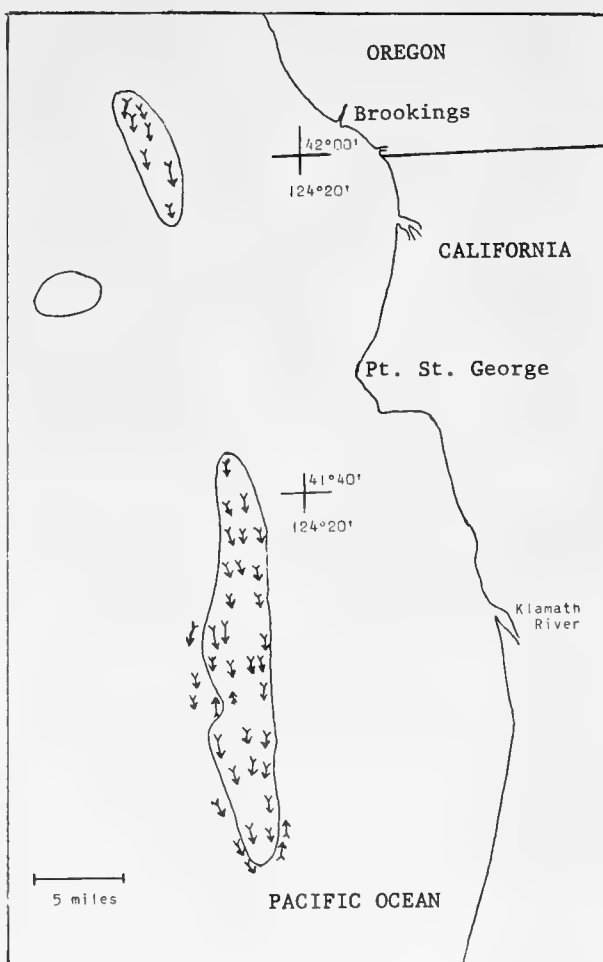 OREGON
Brookings
42°00'
124°20'
CALIFORNIA
Pt. St. George
41°40'
124°20'
Klamath
River
5 miles
PACIFIC OCEAN